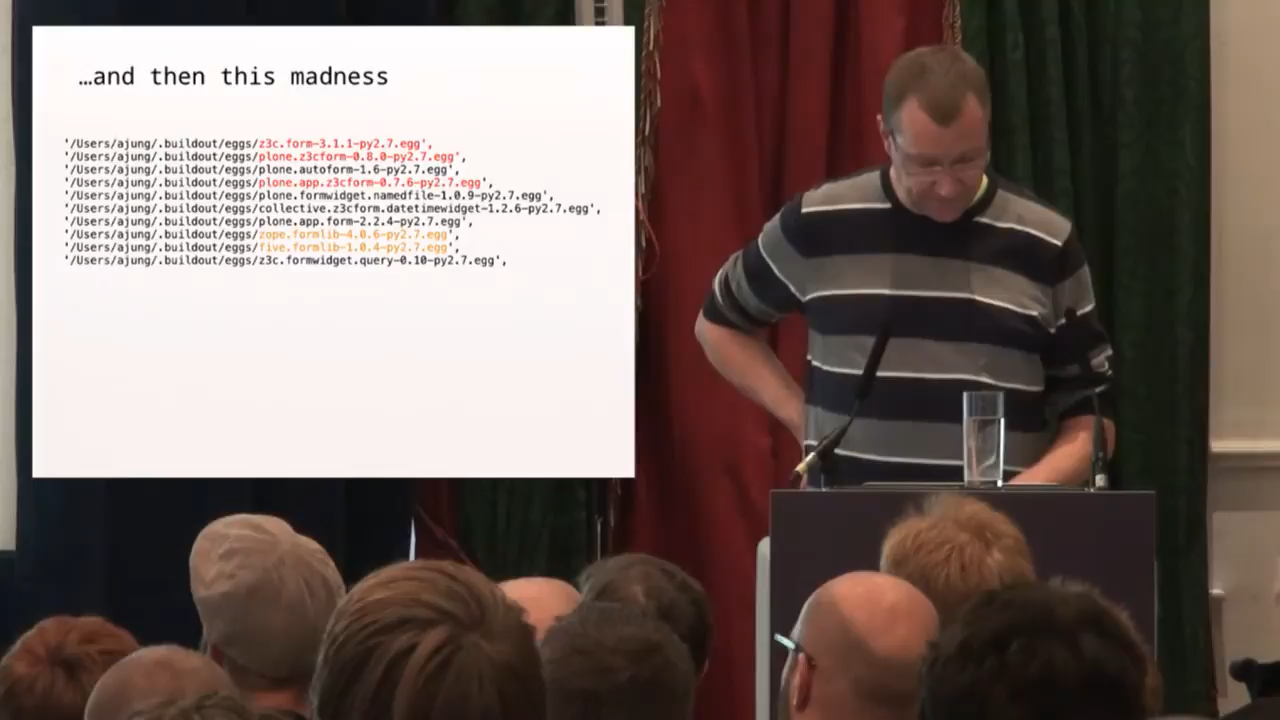 …and then this madness
'/Users/ajung/.buildout/eggs/z3c.form-3.1.1-py2.7.egg',
'/Users/ajung/.buildout/eggs/plone.z3cform-0.8.0-py2.7.egg',
'/Users/ajung/.buildout/eggs/plone.autoform-1.6-py2.7.egg',
'/Users/ajung/.buildout/eggs/plone.app.z3cform-0.7.6-py2.7.egg',
'/Users/ajung/.buildout/eggs/plone.formwidget.namedfile-1.0.9-py2.7.egg',
'/Users/ajung/.buildout/eggs/collective.z3cform.datetimewidget-1.2.6-py2.7.egg',
'/Users/ajung/.buildout/eggs/plone.app.form-2.2.4-py2.7.egg',
'/Users/ajung/.buildout/eggs/zope.formlib-4.0.6-py2.7.egg',
'/Users/ajung/.buildout/eggs/five.formlib-1.0.4-py2.7.egg',
'/Users/ajung/.buildout/eggs/z3c.formwidget.query-0.10-py2.7.egg',